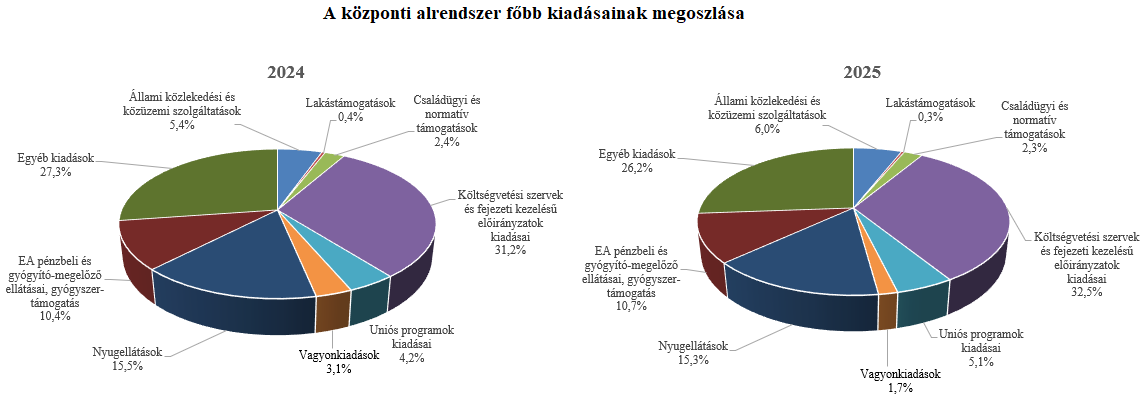 A központi alrendszer főbb kiadásainak megoszlása
2024
Állami közlekedési és
közüzemi szolgáltatások
5,4%
Lakástámogatások
0,4%
Családügyi és
normatív
támogatások
2,4%
Egyéb kiadások
27,3%
Költségvetési szervek
és fejezeti kezelésű
előirányzatok
kiadásai
31,2%
EA pénzbeli és
gyógyító-megelőző
ellátásai, gyógyszer-
támogatás
10,4%
Nyugellátások
15,5%
Vagyonkiadások
3,1%
Uniós programok
kiadásai
4,2%
2025
Állami közlekedési és
közüzemi szolgáltatások
6,0%
Lakástámogatások
0,3%
Családügyi és
normatív
támogatások
2,3%
Egyéb kiadások
26,2%
Költségvetési szervek
és fejezeti kezelésű
előirányzatok
kiadásai
32,5%
EA pénzbeli és
gyógyító-megelőző
ellátásai, gyógyszer-
támogatás
10,7%
Nyugellátások
15,3%
Vagyonkiadások
1,7%
Uniós programok
kiadásai
5,1%